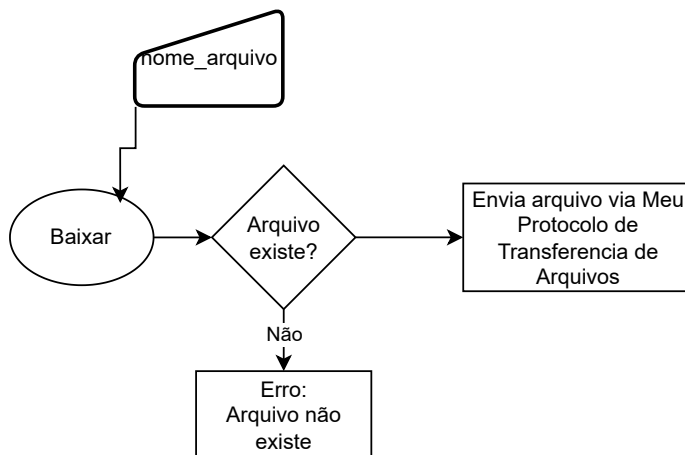 nome_arquivo
Baixar
Arquivo
existe?
Envia arquivo via Meu
Protocolo de
Transferencia de
Arquivos
Não
Erro:
Arquivo não
existe